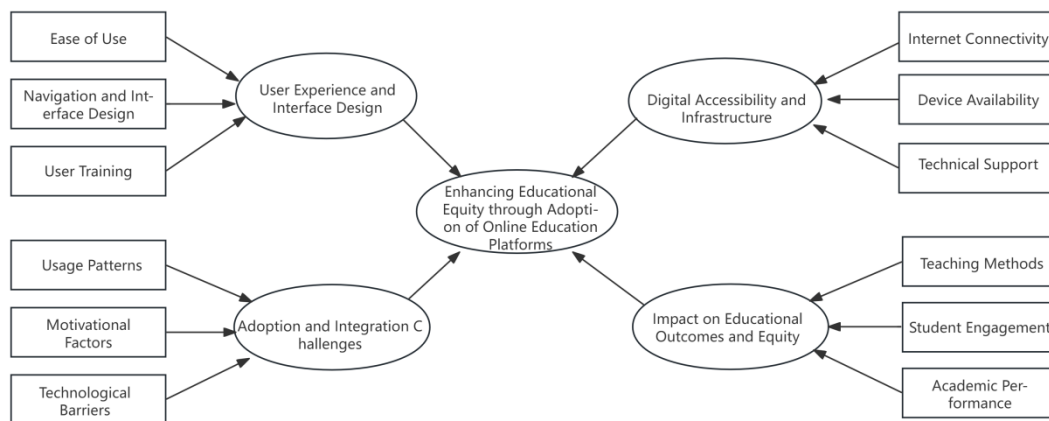 Ease of Use
Navigation and Int-
erface Design
User Training
User Experience and
Interface Design
Internet Connectivity
Device Availability
Technical Support
Digital Accessibility and
Infrastructure
Enhancing Educational
Equity through Adopti-
on of Online Education
Platforms
Usage Patterns
Motivational
Factors
Technological
Barriers
Adoption and Integration C
hallenges
Teaching Methods
Student Engagement
Academic Per-
formance
Impact on Educational
Outcomes and Equity